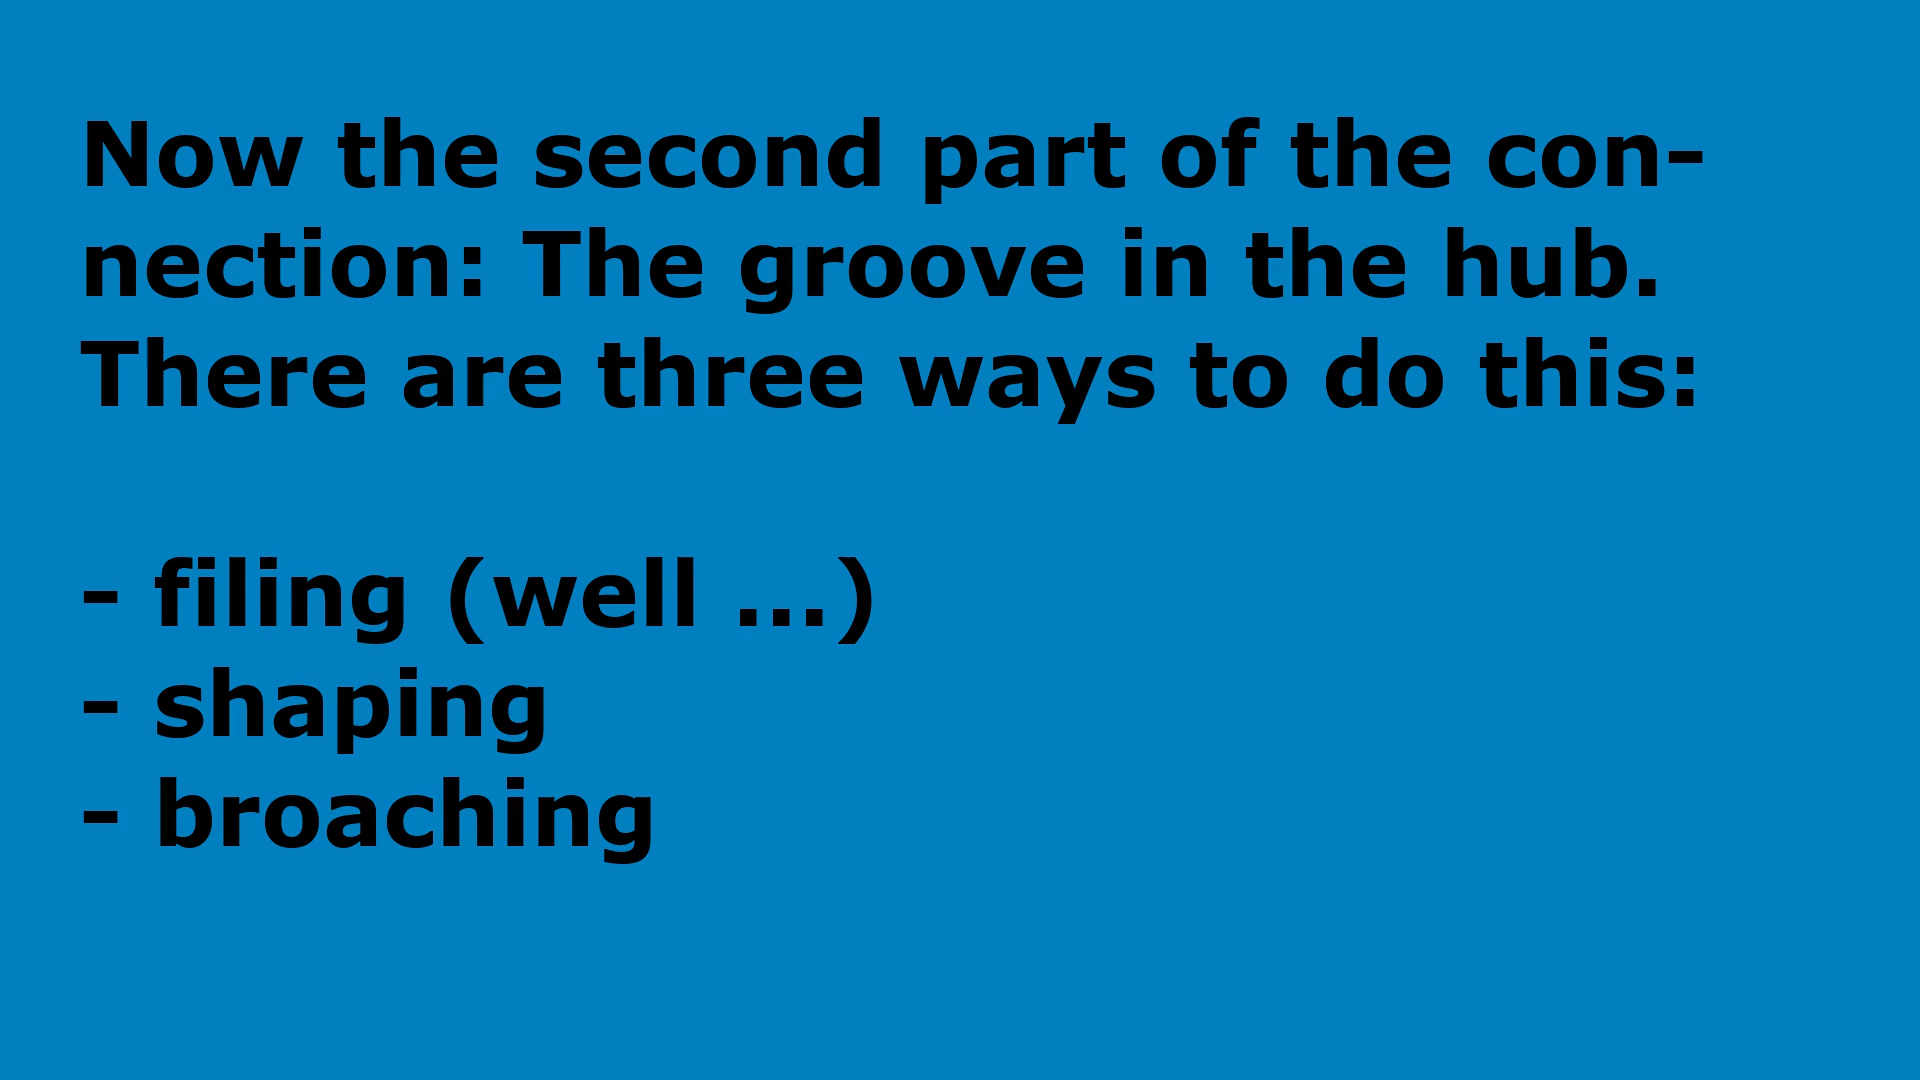 Now the second part of the con-
nection: The groove in the hub.
There are three ways to do this:
- filing (well ...)
- shaping
- broaching